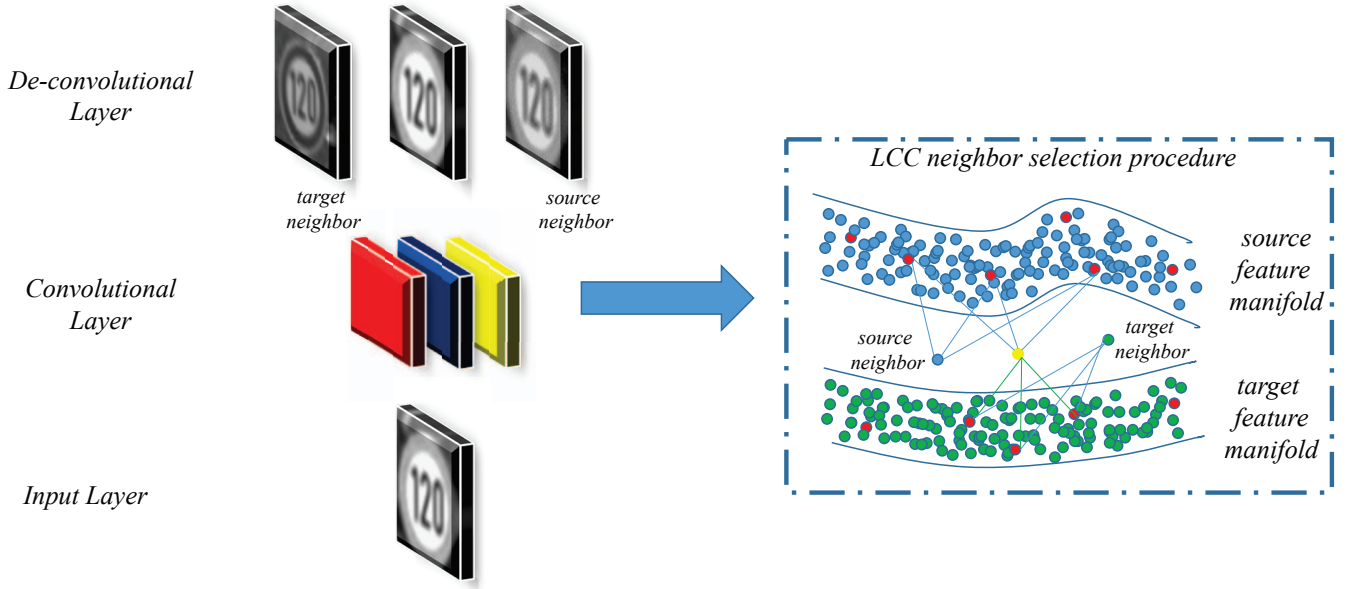 De-convolutional
Layer
120
120
120
target
neighbor
source
neighbor
Convolutional
Layer
Input Layer
120
LCC neighbor selection procedure
source
feature
manifold
source
neighbor
target
neighbor
target
feature
manifold